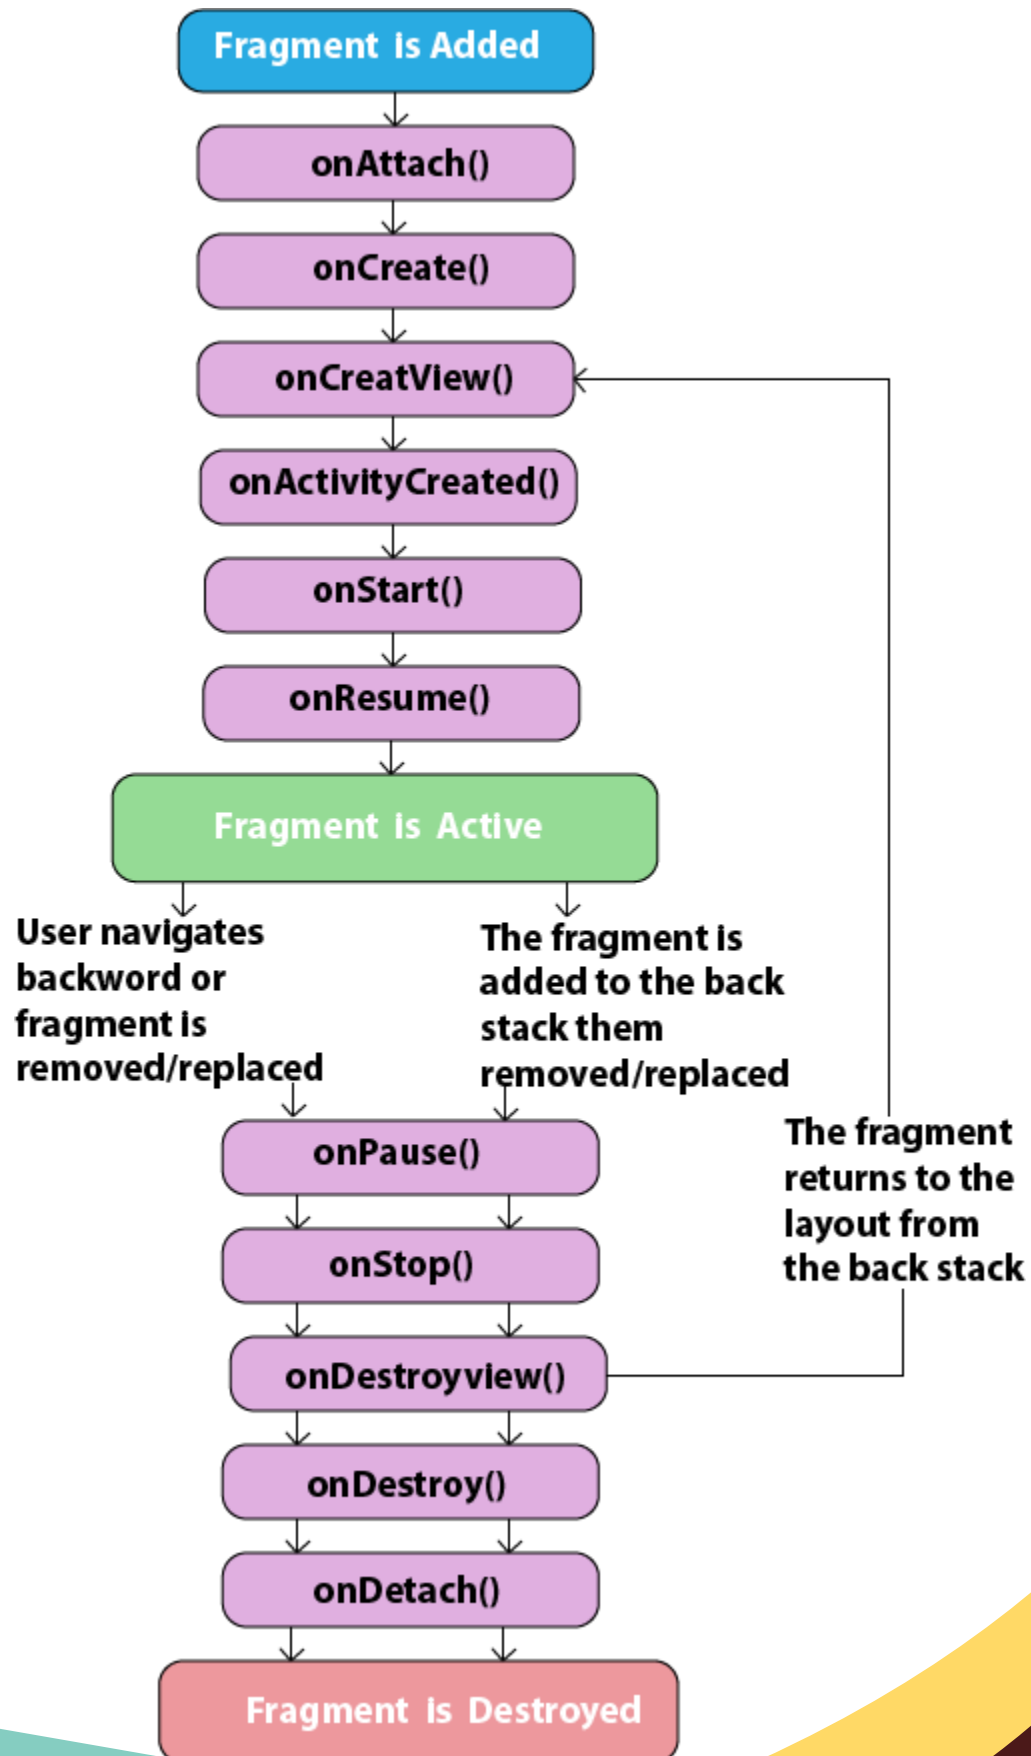 Fragment is Added
onAttach()
onCreate()
onCreatView()
onActivityCreated()
onStart()
onResume()
Fragment is Active
User navigates
backword or
fragment is
removed/replaced
The fragment is
added to the back
stack them
removed/replaced
The fragment
returns to the
layout from
the back stack
onPause()
onStop()
onDestroyview()
onDestroy()
onDetach()
Fragment is Destroyed